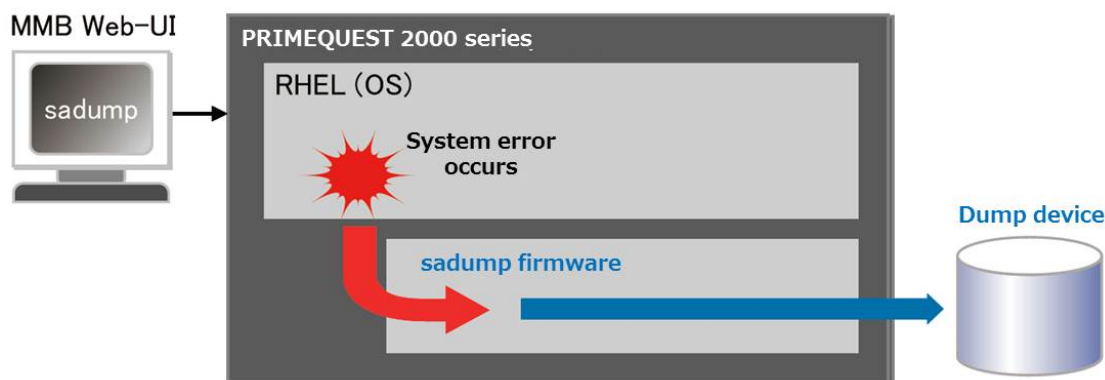 MMB Web-UI
sadump
PRIMEQUEST 2000 series
RHEL (OS)
System error
occurs
sadump firmware
Dump device